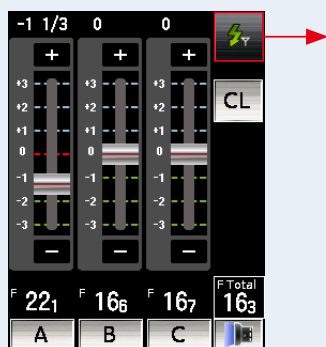 -1 1/3 0 0
+ + +
+3 +3 +3
+2 +2 +2
CL
+1 +1 +1
0 0 0
-1 -1 -1
-2 -2 -2
-3 -3 -3
− − −
F Total
F 22₁ F 16₆ F 16₇ 16₃
A B C